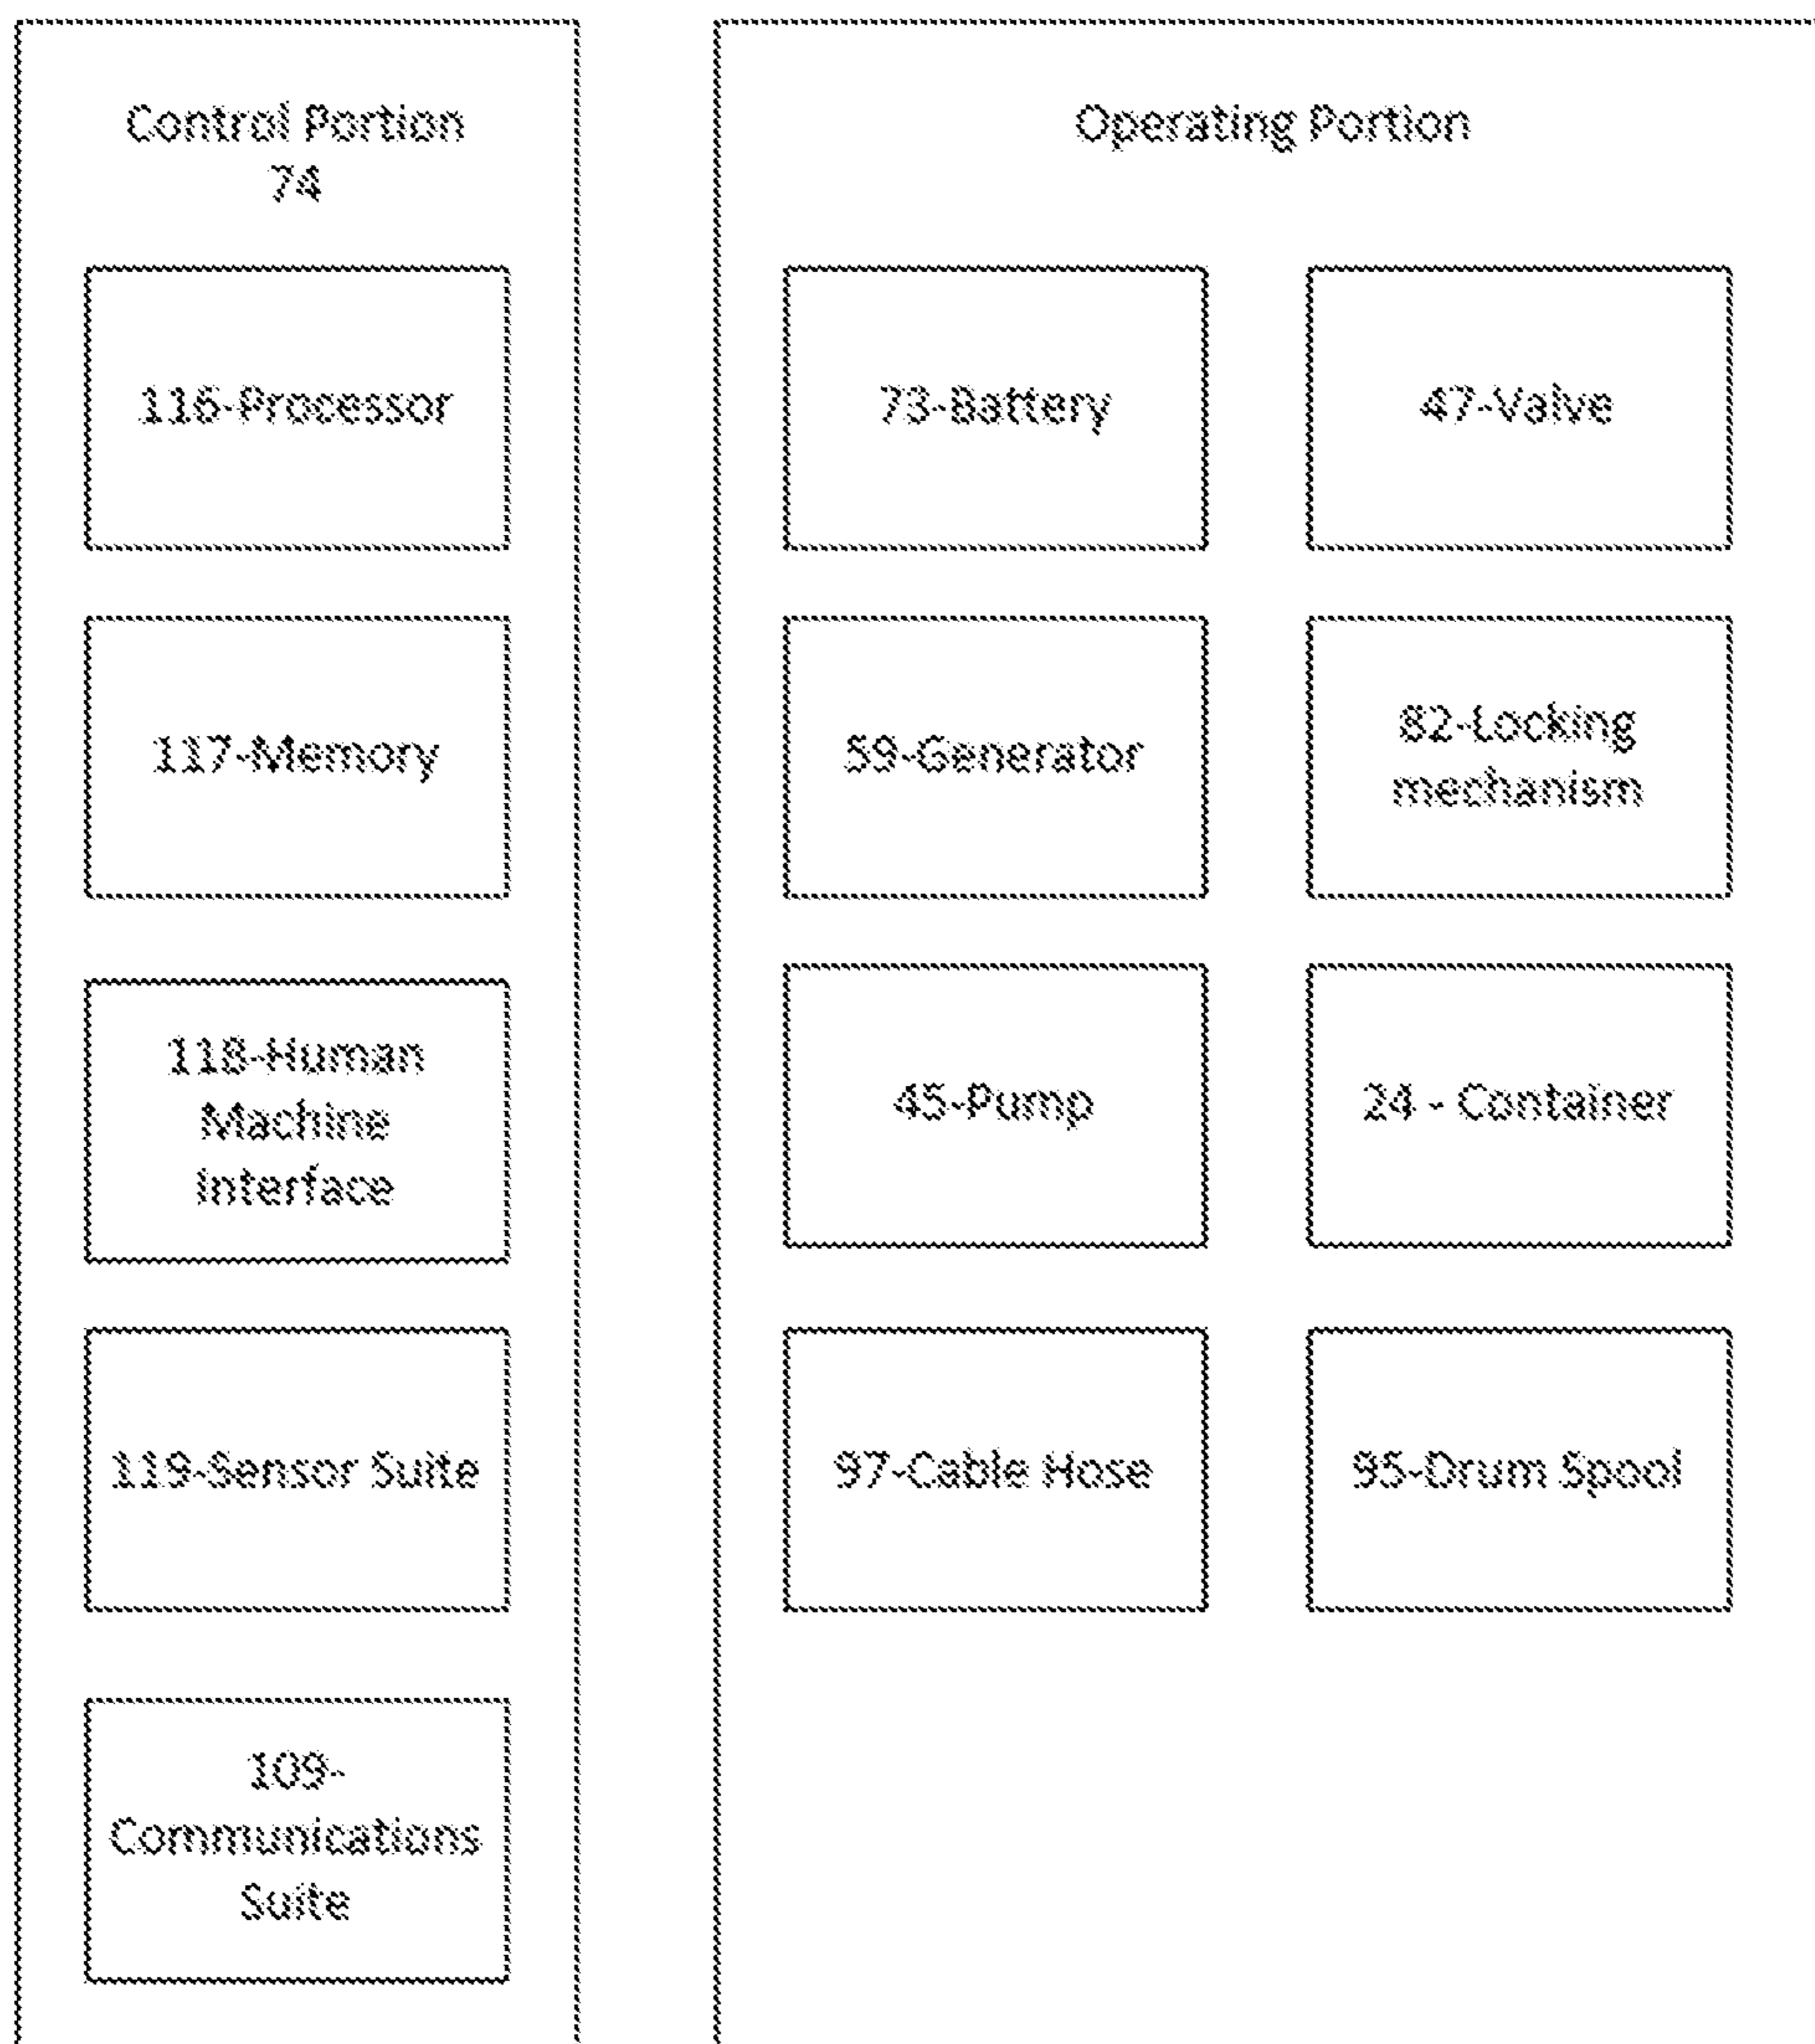 Control Portion
74
116-Processor
117-Memory
118-Human
Machine
Interface
119-Sensor Suite
109-
Communications
Suite
Operating Portion
73-Battery
47-Valve
59-Generator
82-Locking
mechanism
45-Pump
24 - Container
97-Cable Hose
95-Drum Spool